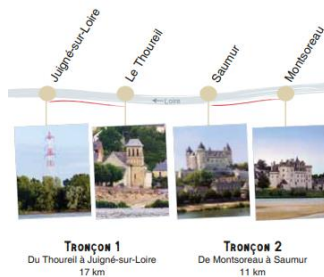 Juigné-sur-Loire
Le Thoureil
Saumur
Montsoreau
Loire
TRONÇON 1
Du Thoureil à Juigné-sur-Loire
17 km
TRONÇON 2
De Montsoreau à Saumur
11 km